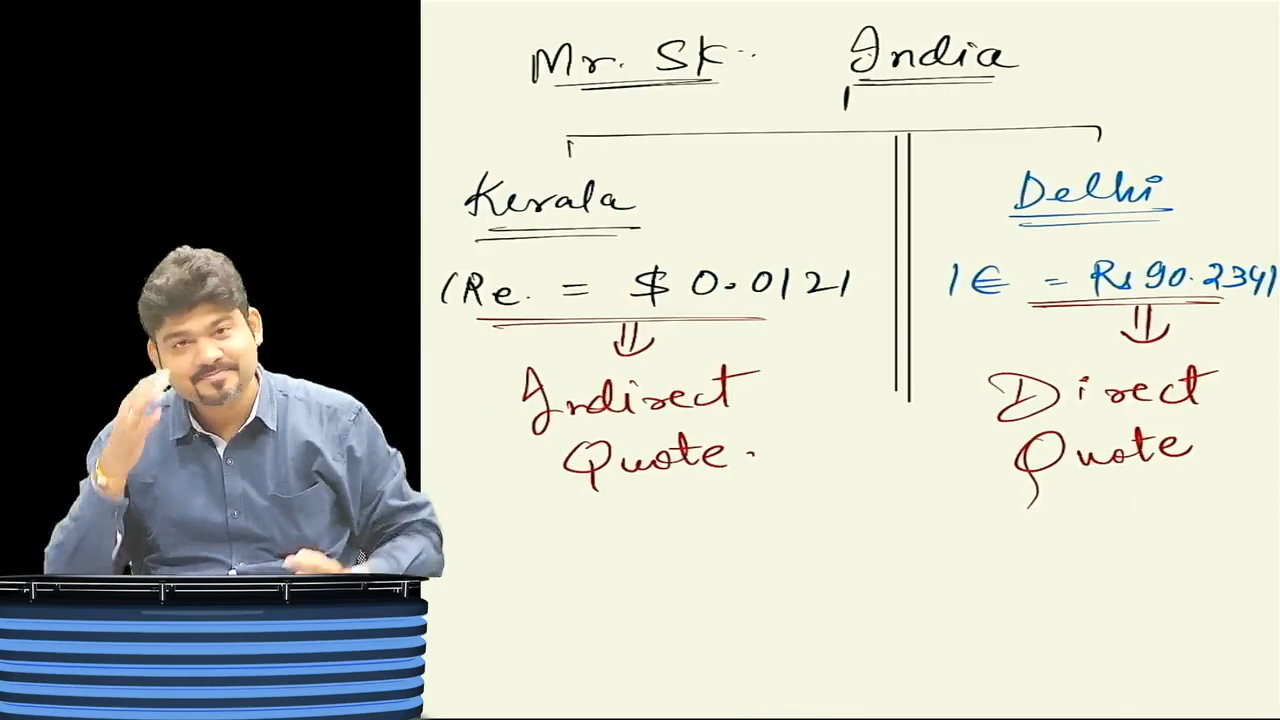 Mr. SK.. India
Kerala
1Re. = $ 0.0121
Indirect
Quote.
Delhi
1€ = Rs 90.2341
Direct
Quote